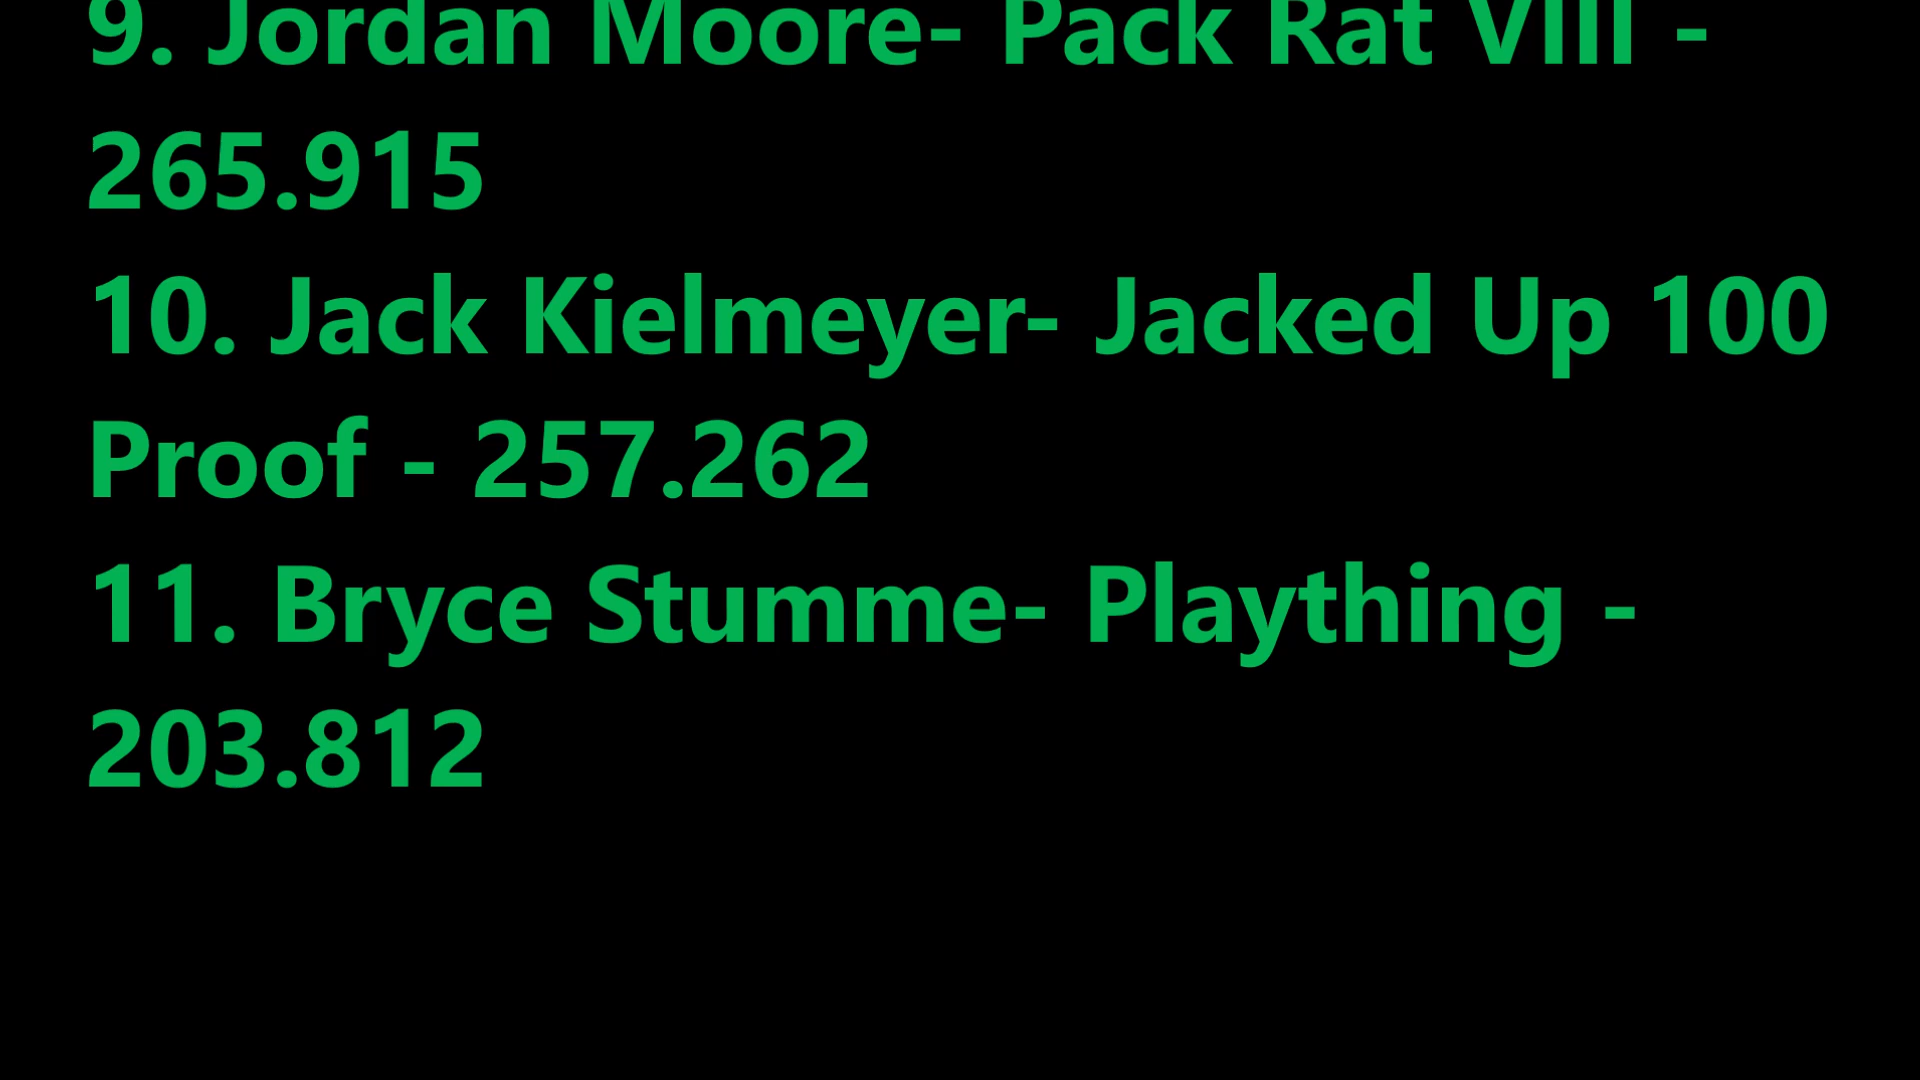 9. Jordan Moore- Pack Rat VIII -
265.915
10. Jack Kielmeyer- Jacked Up 100
Proof - 257.262
11. Bryce Stumme- Plaything -
203.812